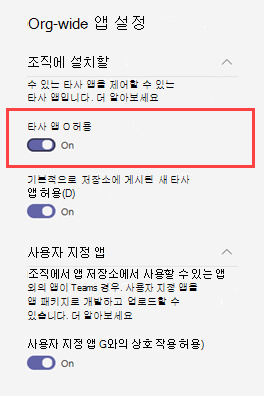 Org-wide 앱 설정
조직에 설치할
수 있는 타사 앱을 제어할 수 있는
타사 앱입니다. 더 알아보세요
타사 앱 O 허용
On
기본적으로 저장소에 게시된 새 타사
앱 허용(D)
On
사용자 지정 앱
조직에서 앱 저장소에서 사용할 수 있는 앱
외의 앱이 Teams 경우. 사용자 지정 앱을
앱 패키지로 개발하고 업로드할 수
있습니다. 더 알아보세요
사용자 지정 앱 G와의 상호 작용 허용)
On